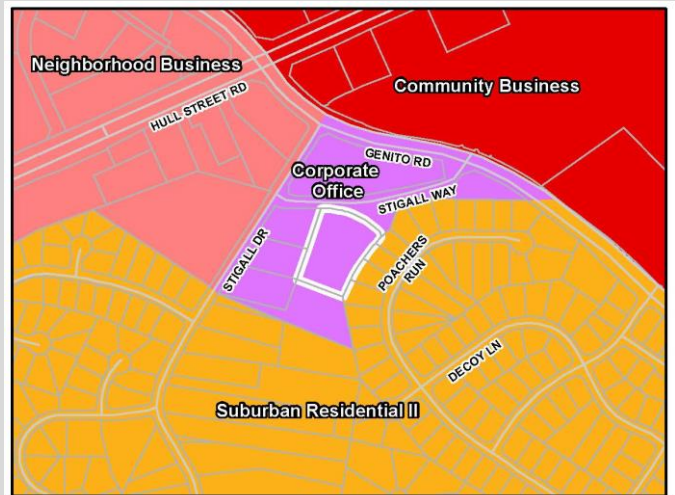 Neighborhood Business
Community Business
HULL STREET RD
GENITO RD
Corporate
Office
STIGALL WAY
STIGALL DR
POACHERS
RUN
DECOY LN
Suburban Residential II